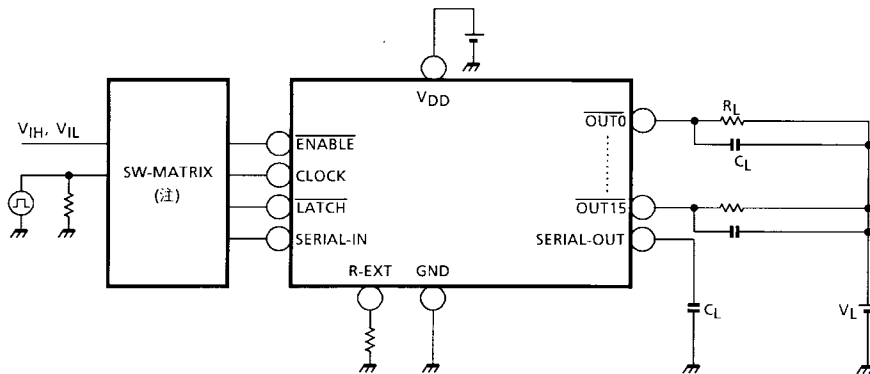 VDD
VIH, VIL
SW-MATRIX
(注)
ENABLE
CLOCK
LATCH
SERIAL-IN
R-EXT
GND
OUT0
OUT15
SERIAL-OUT
RL
CL
CL
VL